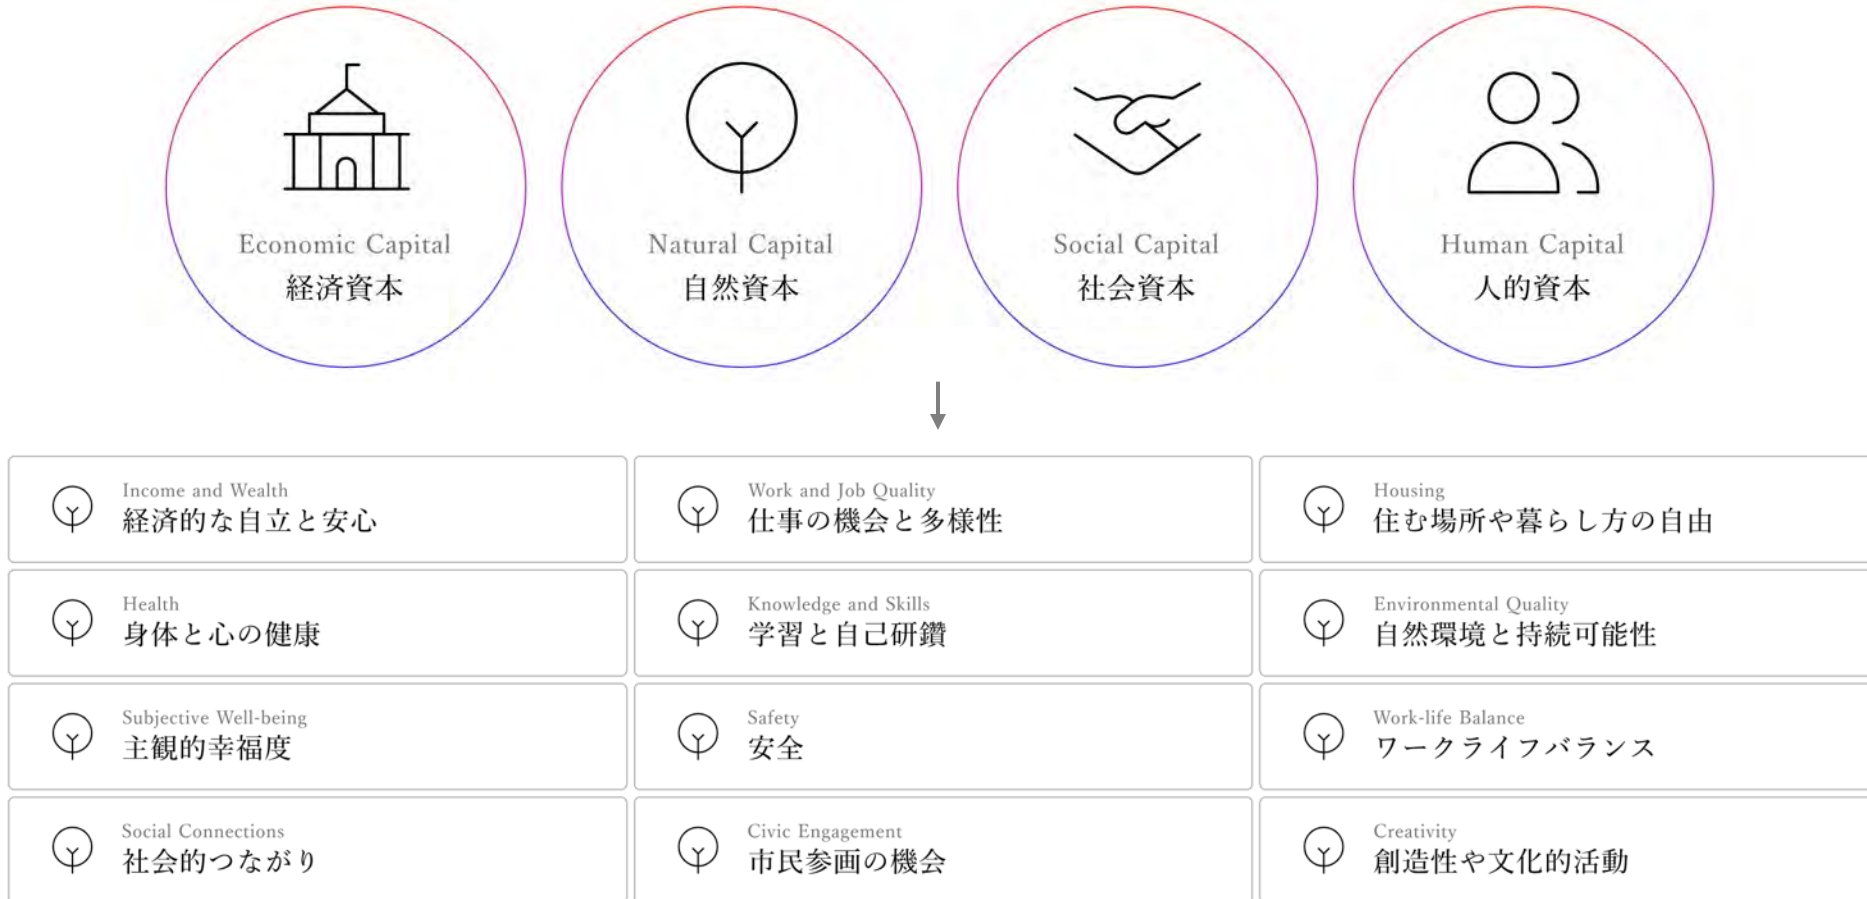 Economic Capital
経済資本
Natural Capital
自然資本
Social Capital
社会資本
Human Capital
人的資本
Income and Wealth
経済的な自立と安心
Work and Job Quality
仕事の機会と多様性
Housing
住む場所や暮らし方の自由
Health
身体と心の健康
Knowledge and Skills
学習と自己研鑽
Environmental Quality
自然環境と持続可能性
Subjective Well-being
主観的幸福度
Safety
安全
Work-life Balance
ワークライフバランス
Social Connections
社会的つながり
Civic Engagement
市民参画の機会
Creativity
創造性や文化的活動